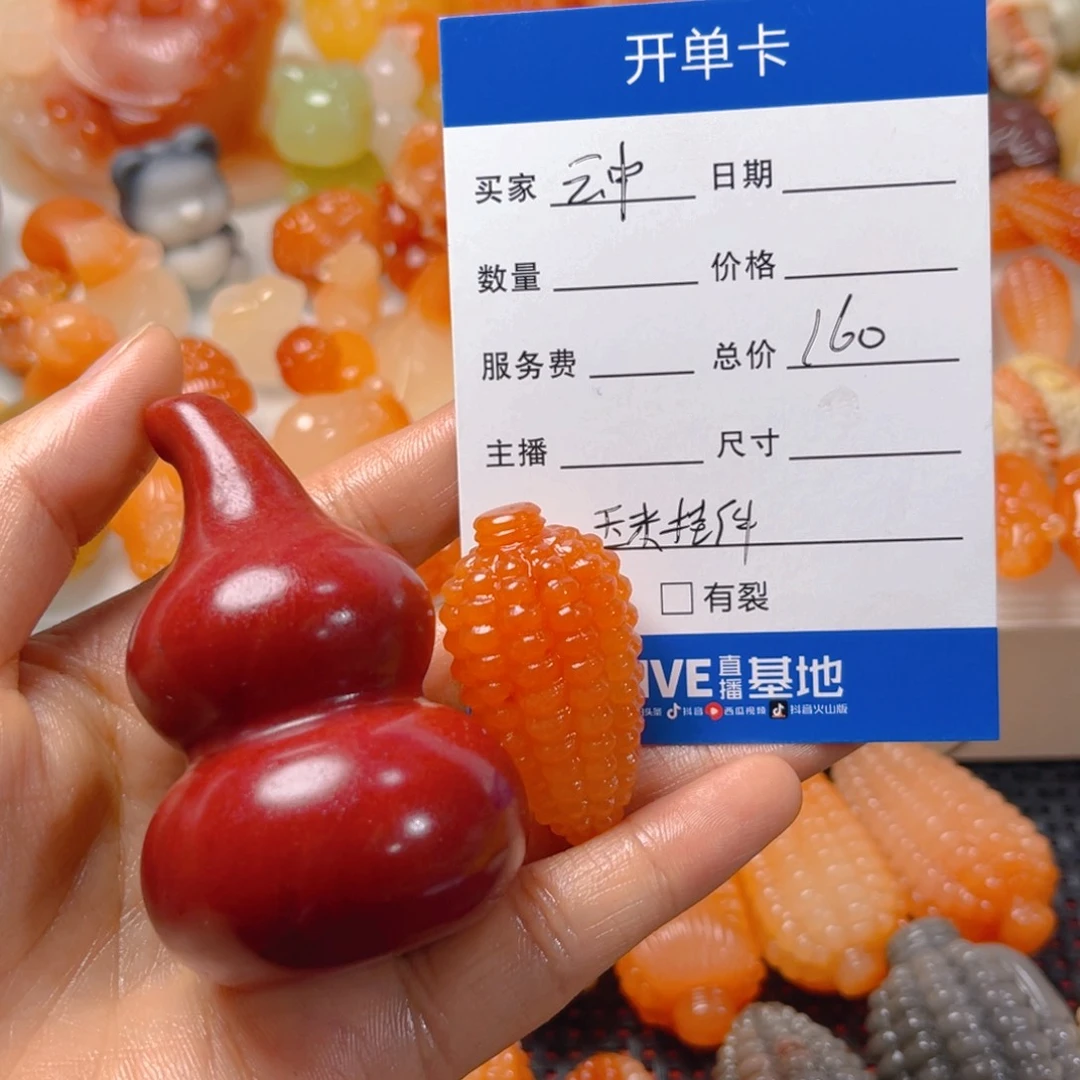 开单卡
买家 云中 日期
数量 价格
服务费 总价 160
主播 尺寸
玉米挂件
□ 有裂
IVE 直播 基地
抖音 西瓜视频 抖音火山版